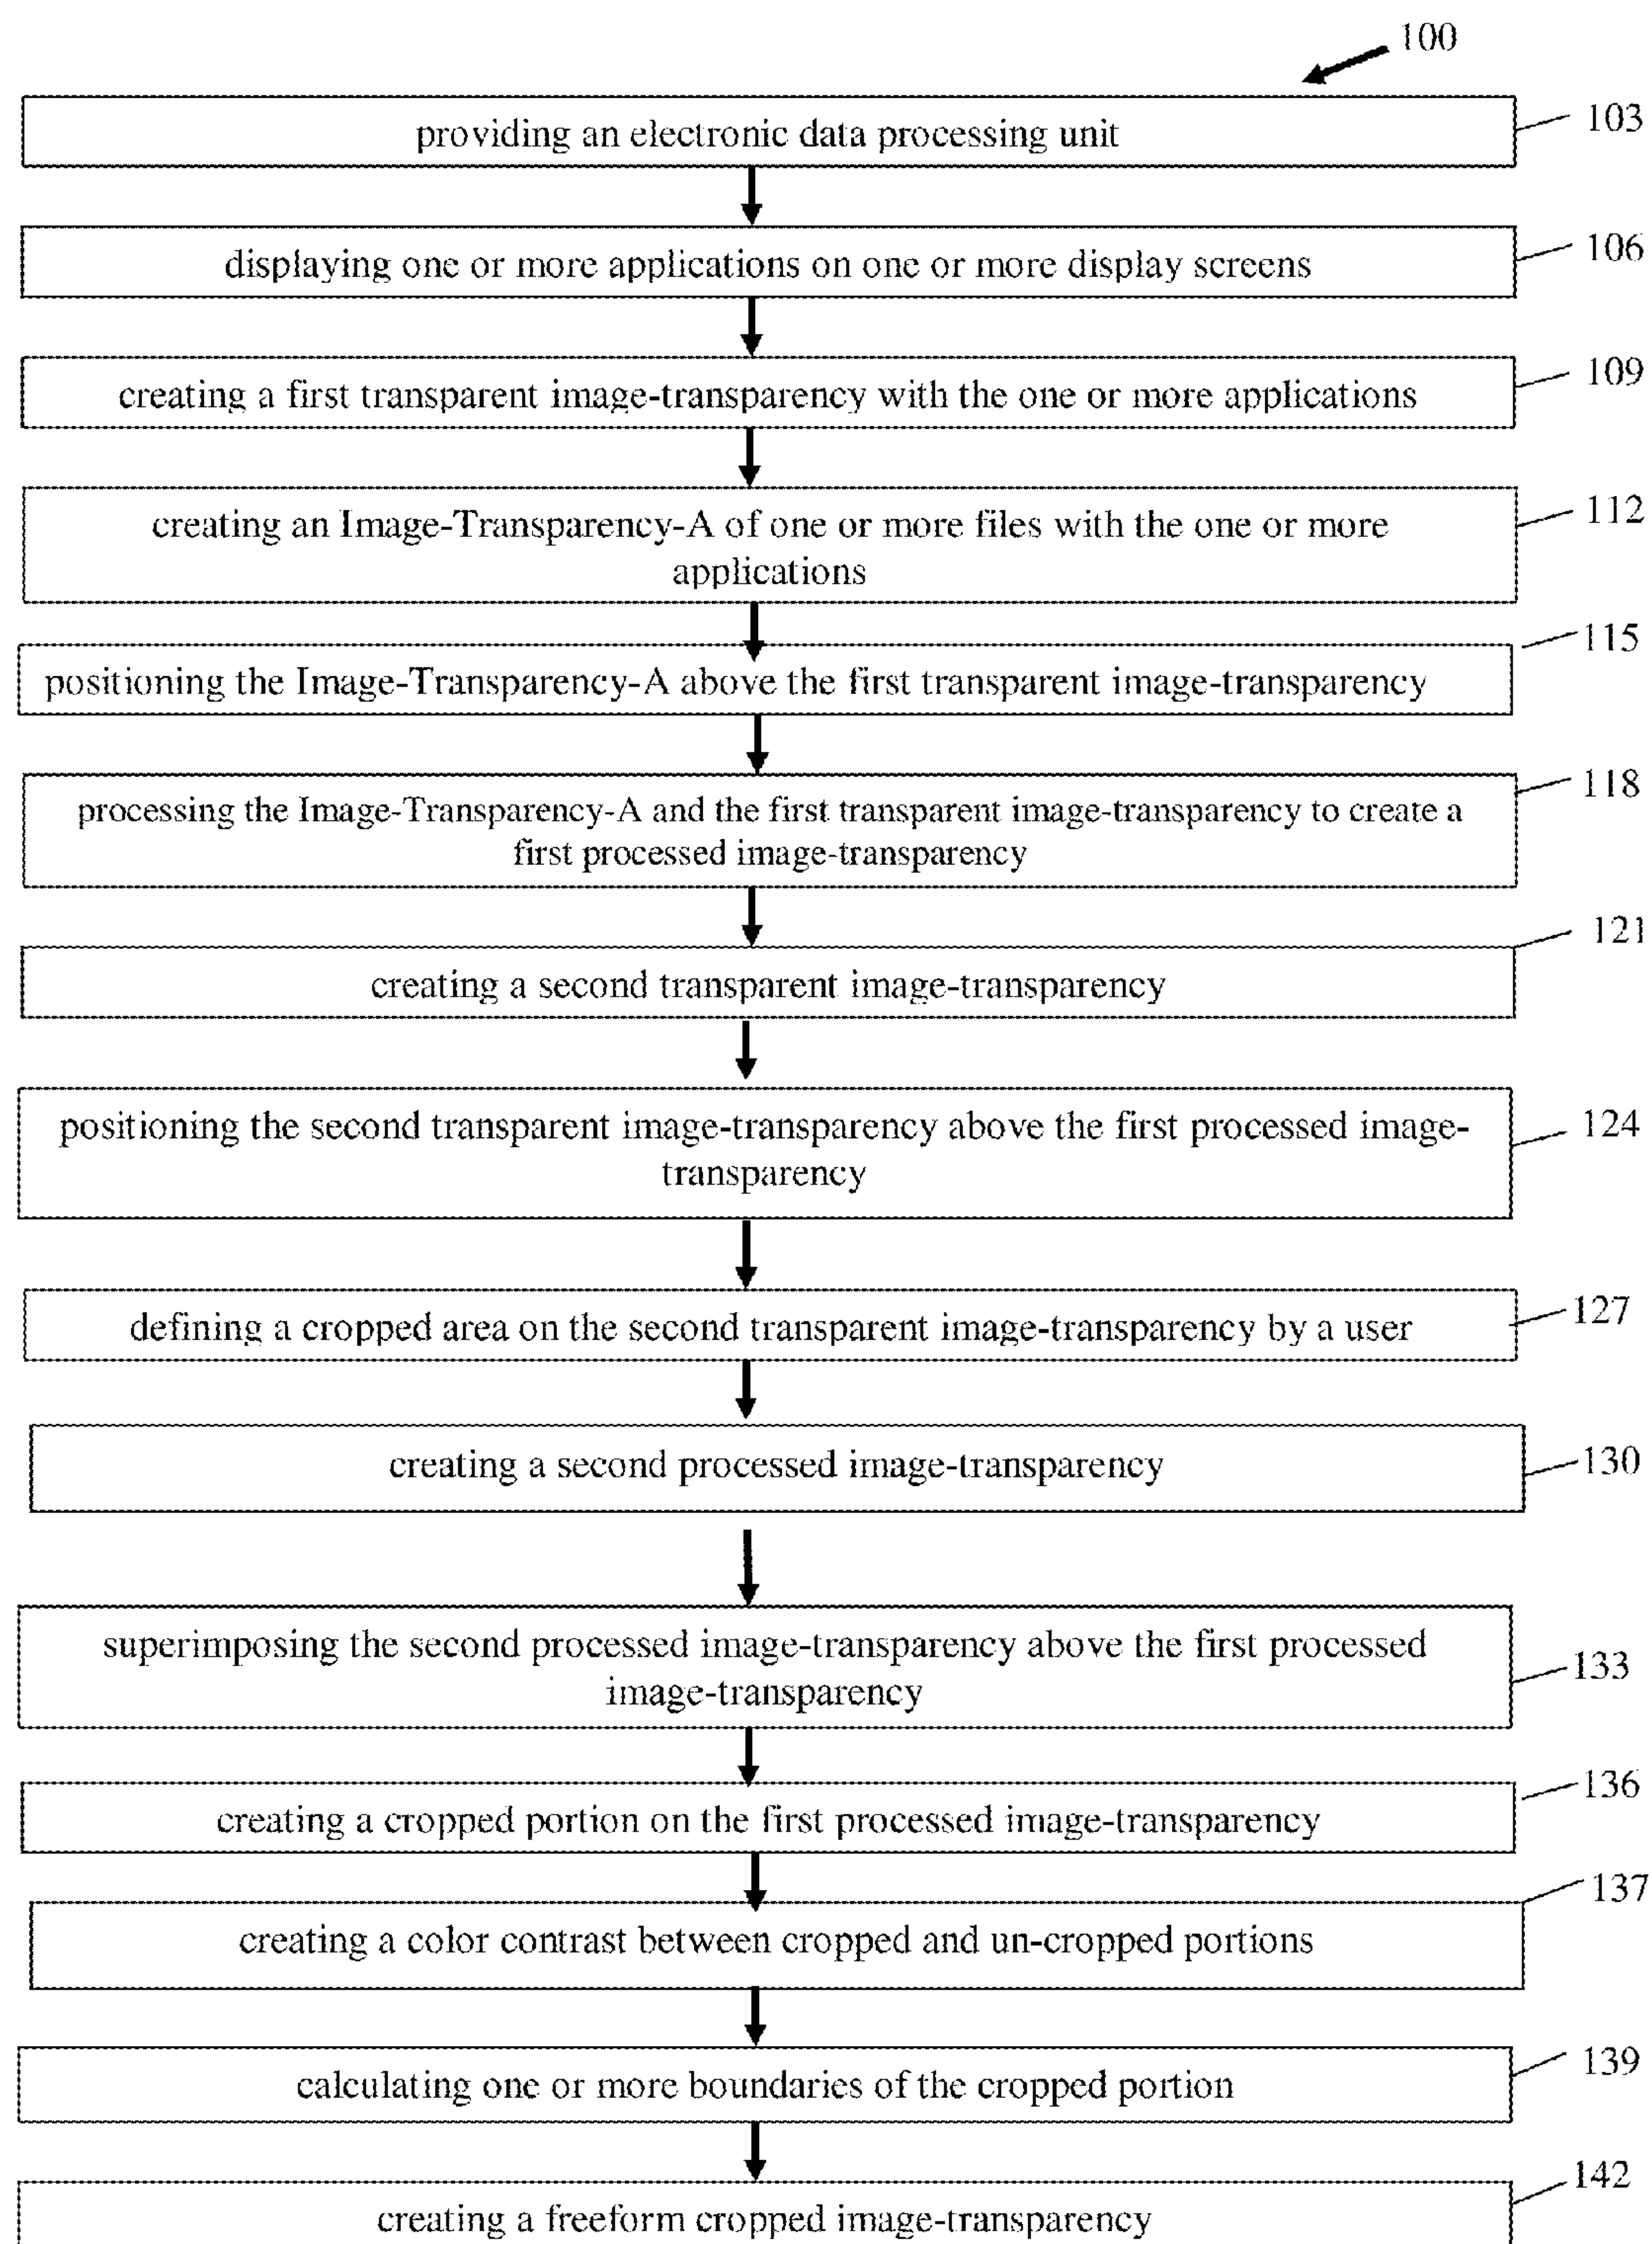 100
providing an electronic data processing unit
103
displaying one or more applications on one or more display screens
106
creating a first transparent image-transparency with the one or more applications
109
creating an Image-Transparency-A of one or more files with the one or more
applications
112
positioning the Image-Transparency-A above the first transparent image-transparency
115
processing the Image-Transparency-A and the first transparent image-transparency to create a
first processed image-transparency
118
creating a second transparent image-transparency
121
positioning the second transparent image-transparency above the first processed image-
transparency
124
defining a cropped area on the second transparent image-transparency by a user
127
creating a second processed image-transparency
130
superimposing the second processed image-transparency above the first processed
image-transparency
133
creating a cropped portion on the first processed image-transparency
136
creating a color contrast between cropped and un-cropped portions
137
calculating one or more boundaries of the cropped portion
139
creating a freeform cropped image-transparency
142